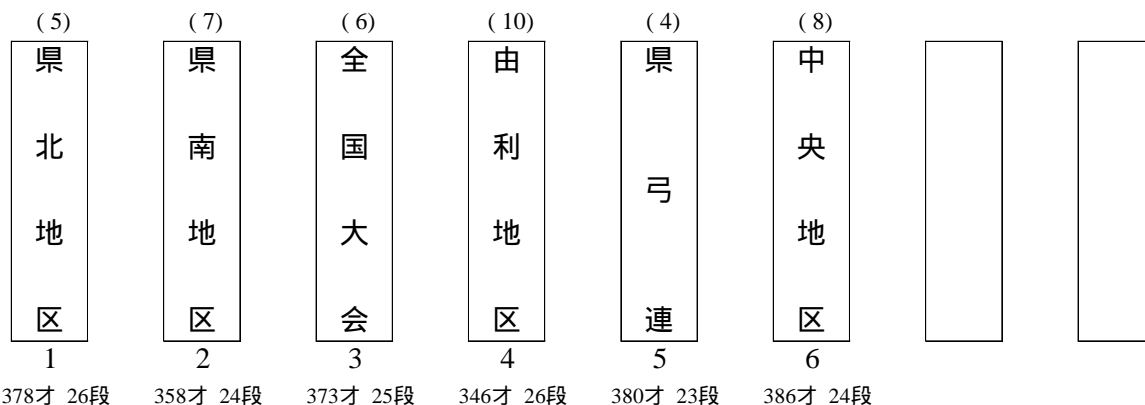 ( 5) ( 7) ( 6) ( 10) ( 4) ( 8)
県北地区
県南地区
全国大会
由利地区
県弓連
中央地区
1 2 3 4 5 6
378才 26段 358才 24段 373才 25段 346才 26段 380才 23段 386才 24段